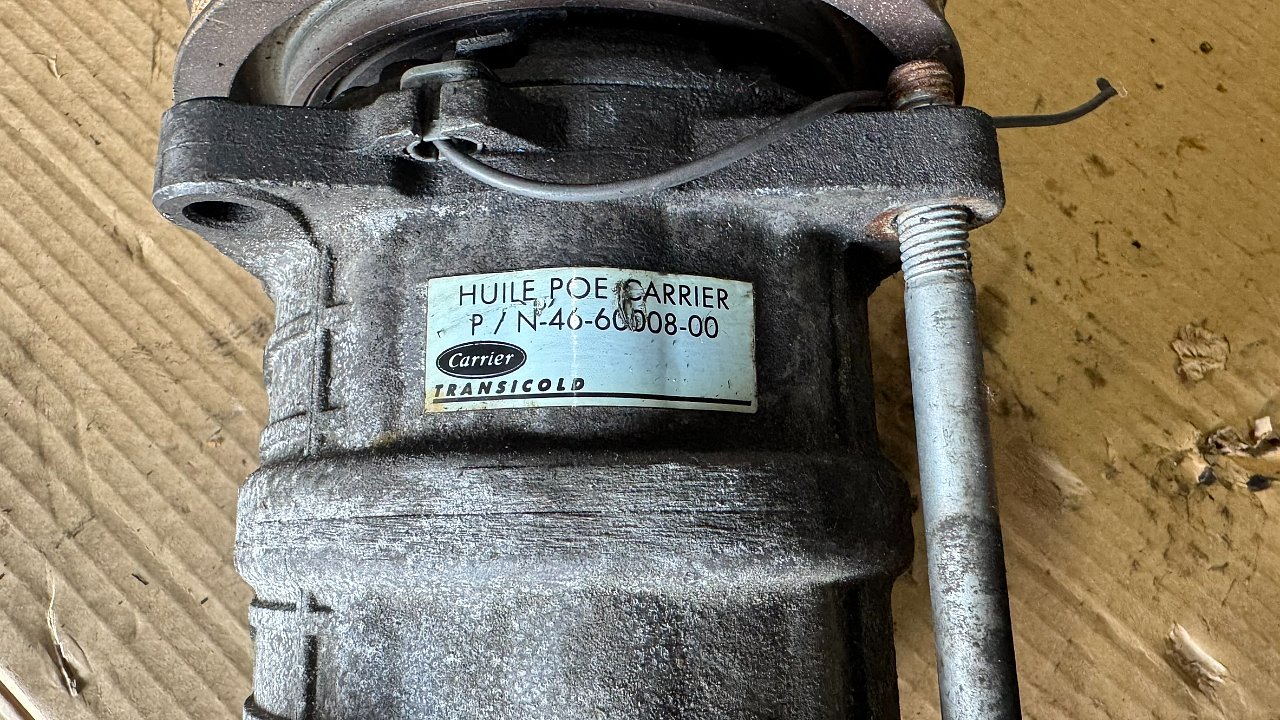 HUILE POE CARRIER
P / N-46-60008-00
Carrier
TRANSICOLD